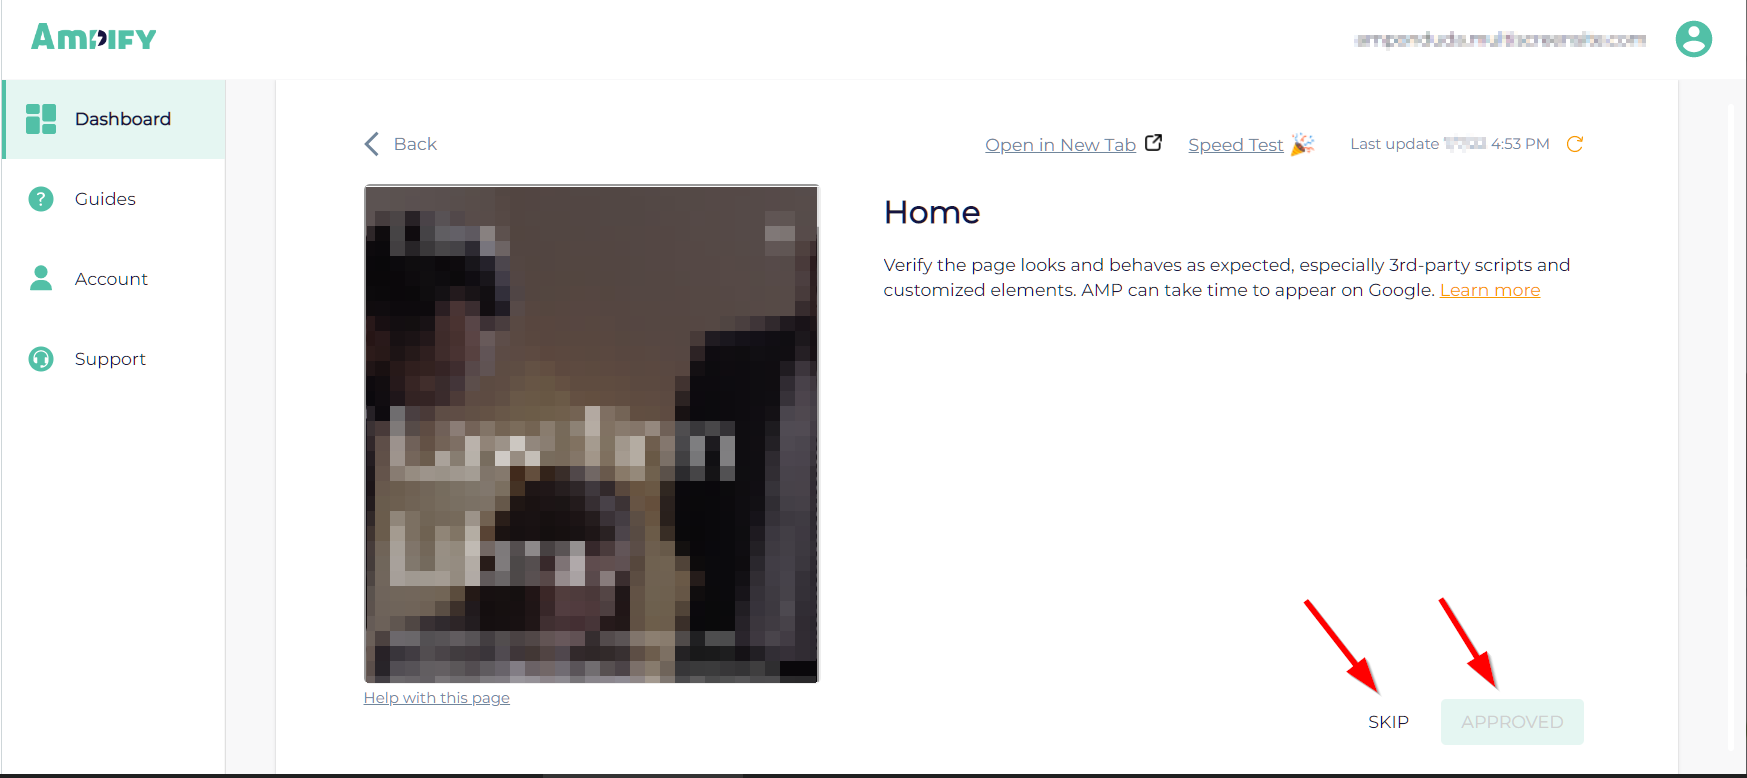 AMPIFY
Dashboard
Guides
Account
Support
Back
Open in New Tab
Speed Test
Last update 4:53 PM
Home
Verify the page looks and behaves as expected, especially 3rd-party scripts and
customized elements. AMP can take time to appear on Google. Learn more
Help with this page
SKIP
APPROVED